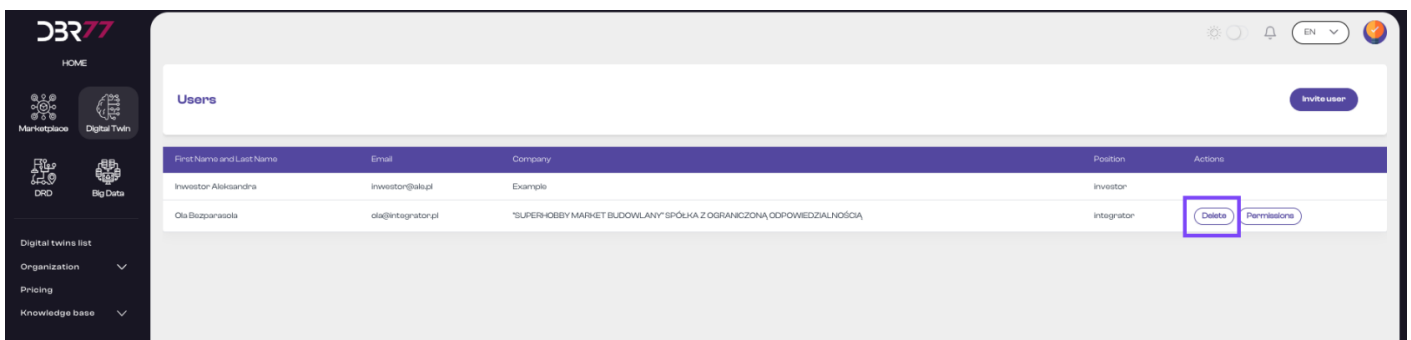 DBR77
EN
HOME
Marketplace
Digital Twin
DRD
Big Data
Digital twins list
Organization
Pricing
Knowledge base
Users
Invite user
First Name and Last Name Email Company Position Actions
Inwestor Aleksandra inwestor@ale.pl Example investor
Ola Bezparasola ola@integrator.pl "SUPERHOBBY MARKET BUDOWLANY" SPÓŁKA Z OGRANICZONĄ ODPOWIEDZIALNOŚCIĄ integrator Delete Permissions